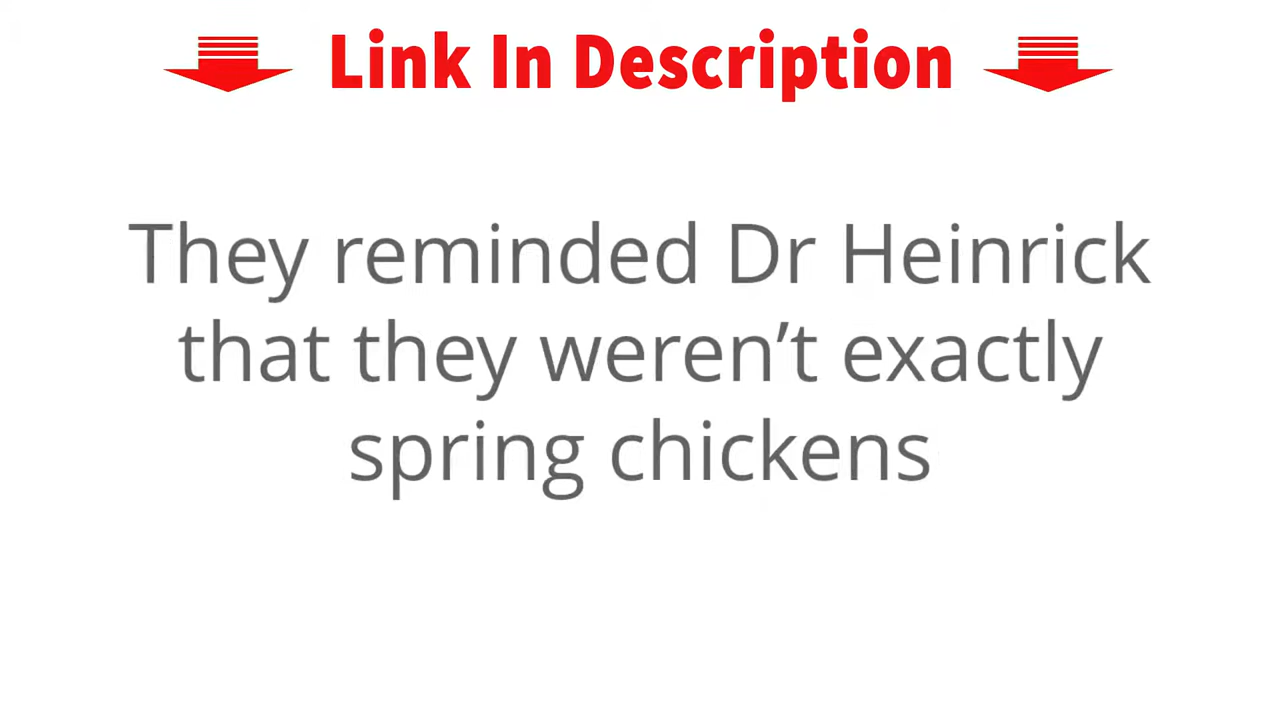 Link In Description
They reminded Dr Heinrick
that they weren’t exactly
spring chickens